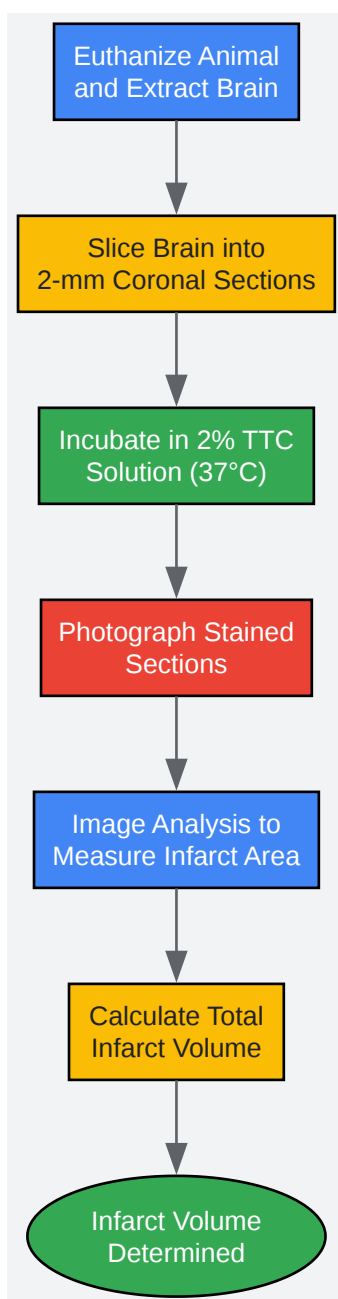 Euthanize Animal
and Extract Brain
Slice Brain into
2-mm Coronal Sections
Incubate in 2% TTC
Solution (37°C)
Photograph Stained
Sections
Image Analysis to
Measure Infarct Area
Calculate Total
Infarct Volume
Infarct Volume
Determined